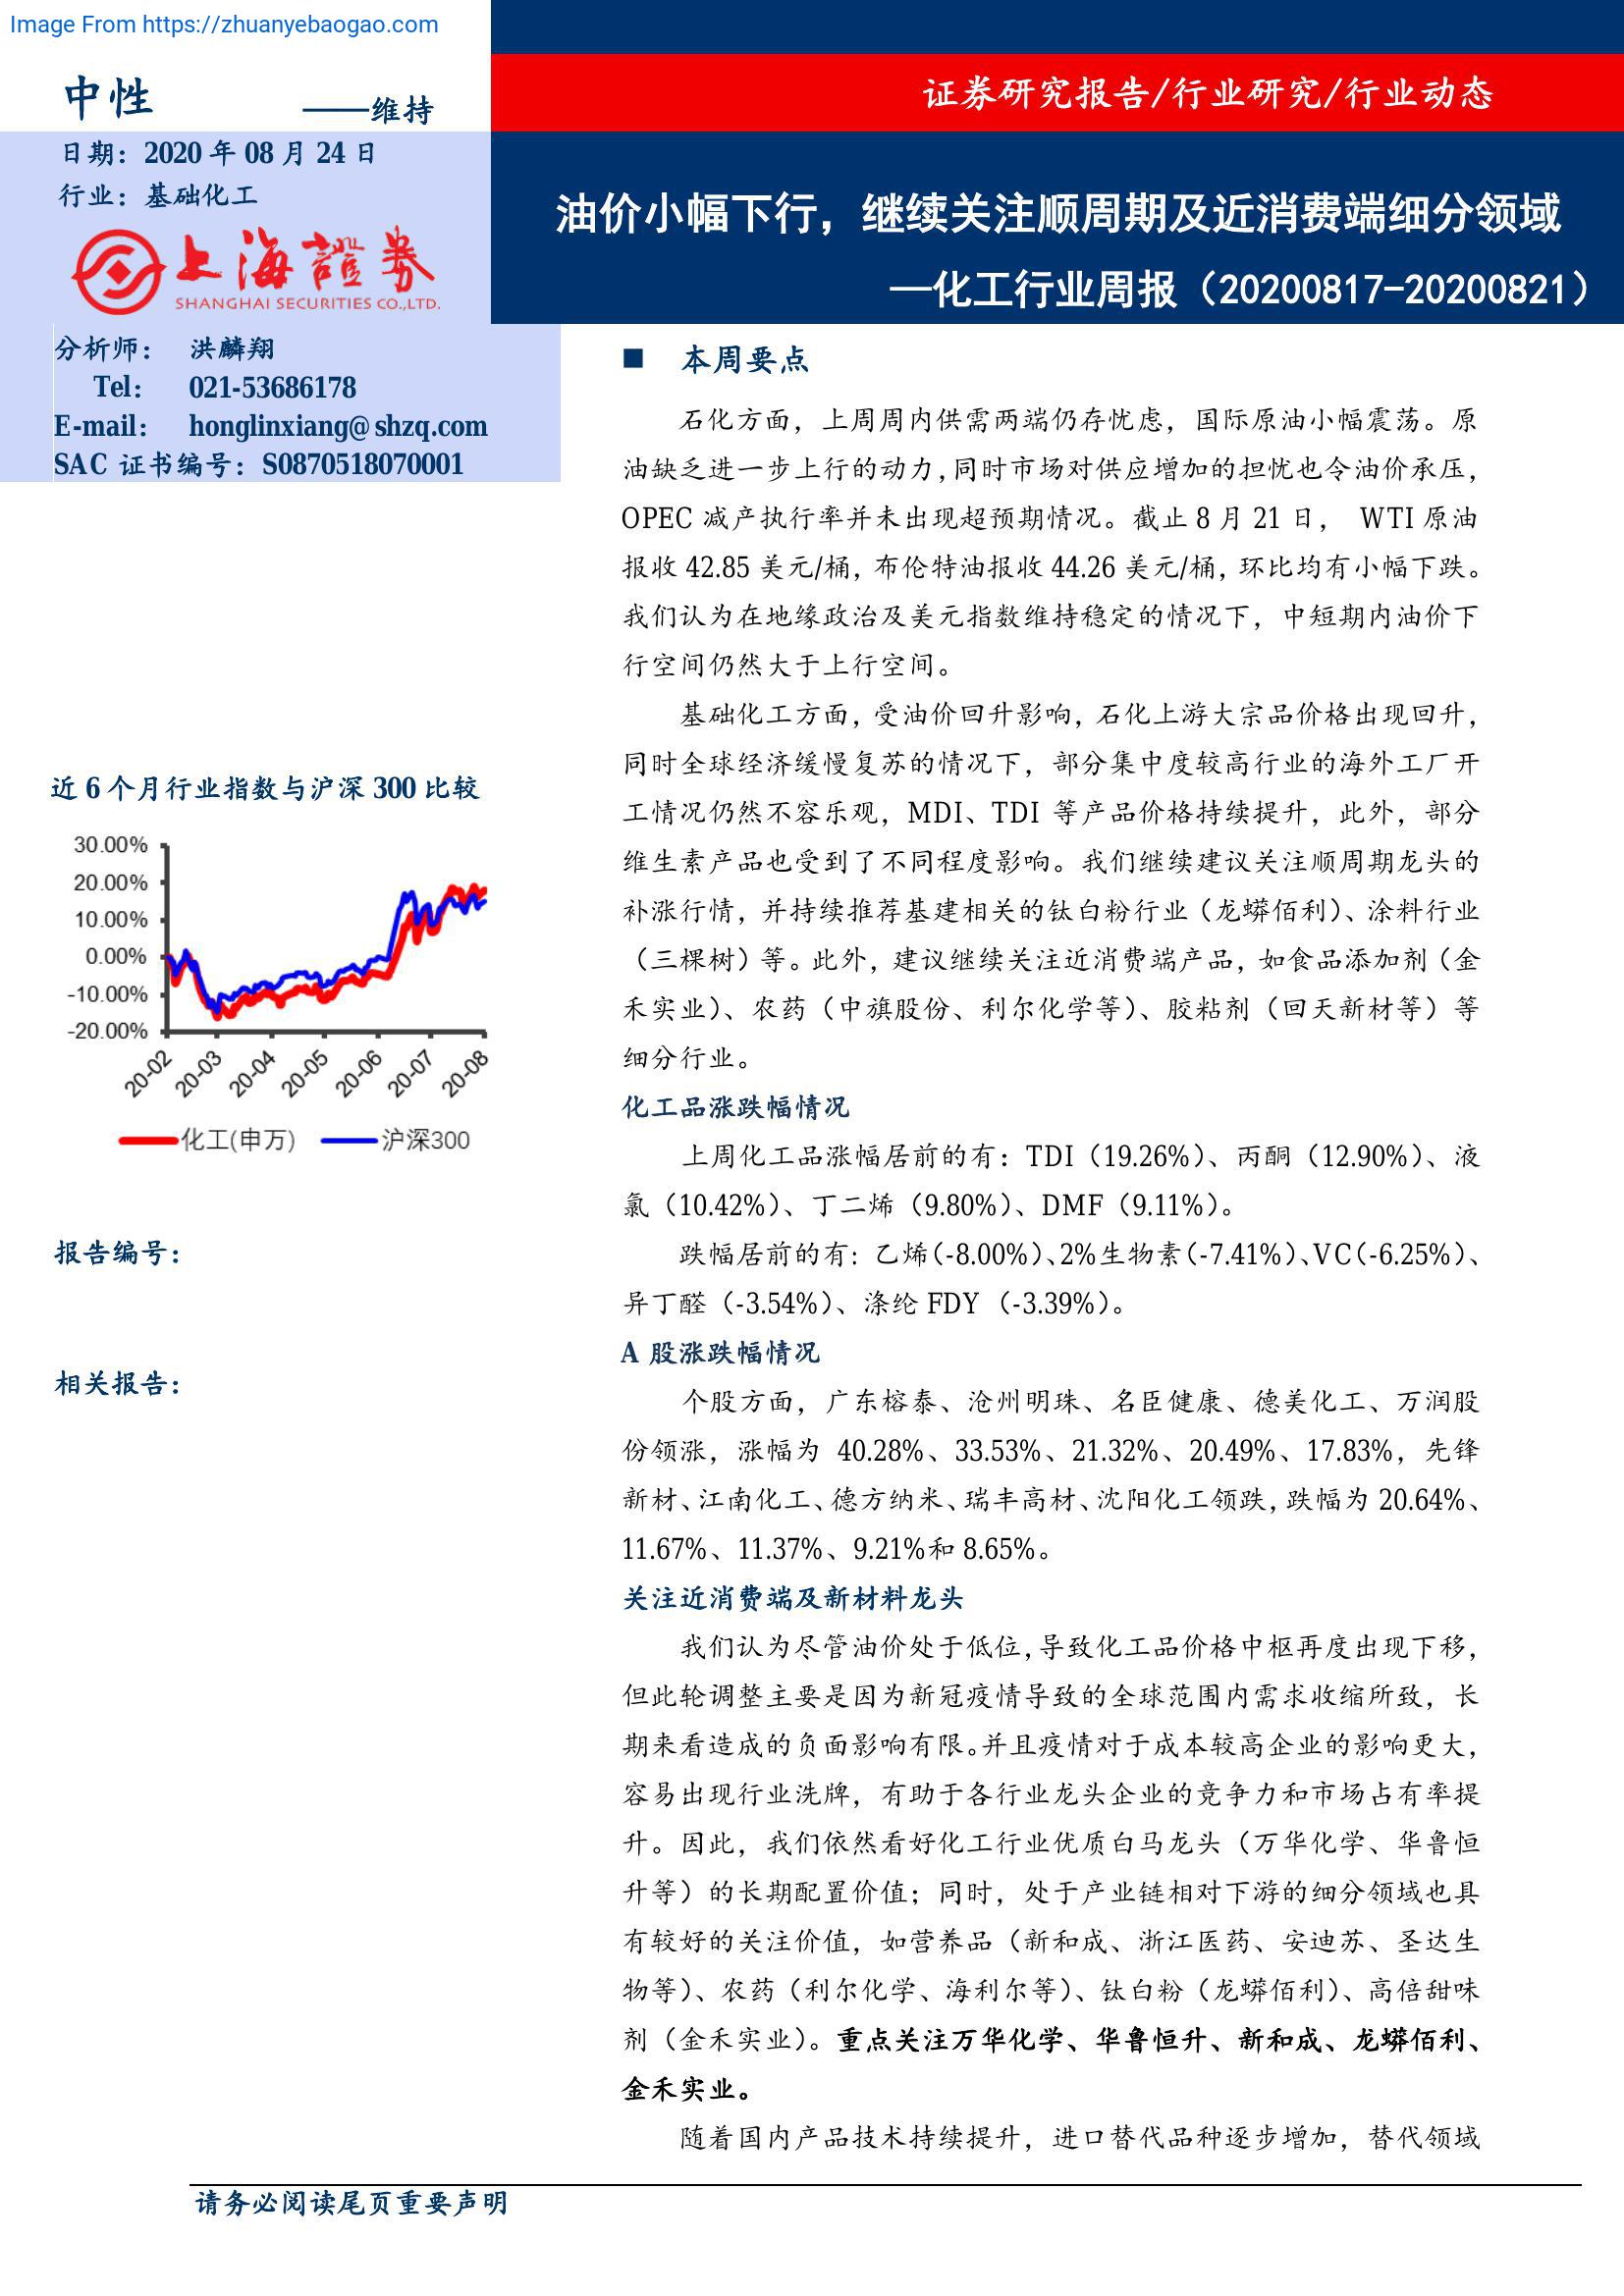 Image From https://zhuanyebaogao.com
中性 ——维持
证券研究报告/行业研究/行业动态
日期：2020 年 08 月 24 日
行业：基础化工
油价小幅下行，继续关注顺周期及近消费端细分领域
—化工行业周报（20200817-20200821）
上海證券
SHANGHAI SECURITIES CO.,LTD.
分析师： 洪麟翔
Tel： 021-53686178
E-mail： honglinxiang@shzq.com
SAC 证书编号：S0870518070001
近 6 个月行业指数与沪深 300 比较
30.00%
20.00%
10.00%
0.00%
-10.00%
-20.00%
20-02 20-03 20-04 20-05 20-06 20-07 20-08
化工(申万) 沪深300
报告编号：
相关报告：
■ 本周要点
石化方面，上周周内供需两端仍存忧虑，国际原油小幅震荡。原
油缺乏进一步上行的动力，同时市场对供应增加的担忧也令油价承压，
OPEC 减产执行率并未出现超预期情况。截止 8 月 21 日， WTI 原油
报收 42.85 美元/桶，布伦特油报收 44.26 美元/桶，环比均有小幅下跌。
我们认为在地缘政治及美元指数维持稳定的情况下，中短期内油价下
行空间仍然大于上行空间。
基础化工方面，受油价回升影响，石化上游大宗品价格出现回升，
同时全球经济缓慢复苏的情况下，部分集中度较高行业的海外工厂开
工情况仍然不容乐观，MDI、TDI 等产品价格持续提升，此外，部分
维生素产品也受到了不同程度影响。我们继续建议关注顺周期龙头的
补涨行情，并持续推荐基建相关的钛白粉行业（龙蟒佰利）、涂料行业
（三棵树）等。此外，建议继续关注近消费端产品，如食品添加剂（金
禾实业）、农药（中旗股份、利尔化学等）、胶粘剂（回天新材等）等
细分行业。
化工品涨跌幅情况
上周化工品涨幅居前的有：TDI（19.26%）、丙酮（12.90%）、液
氯（10.42%）、丁二烯（9.80%）、DMF（9.11%）。
跌幅居前的有：乙烯（-8.00%）、2%生物素（-7.41%）、VC（-6.25%）、
异丁醛（-3.54%）、涤纶 FDY （-3.39%）。
A 股涨跌幅情况
个股方面，广东榕泰、沧州明珠、名臣健康、德美化工、万润股
份领涨，涨幅为 40.28%、33.53%、21.32%、20.49%、17.83%，先锋
新材、江南化工、德方纳米、瑞丰高材、沈阳化工领跌，跌幅为 20.64%、
11.67%、11.37%、9.21%和 8.65%。
关注近消费端及新材料龙头
我们认为尽管油价处于低位，导致化工品价格中枢再度出现下移，
但此轮调整主要是因为新冠疫情导致的全球范围内需求收缩所致，长
期来看造成的负面影响有限。并且疫情对于成本较高企业的影响更大，
容易出现行业洗牌，有助于各行业龙头企业的竞争力和市场占有率提
升。因此，我们依然看好化工行业优质白马龙头（万华化学、华鲁恒
升等）的长期配置价值；同时，处于产业链相对下游的细分领域也具
有较好的关注价值，如营养品（新和成、浙江医药、安迪苏、圣达生
物等）、农药（利尔化学、海利尔等）、钛白粉（龙蟒佰利）、高倍甜味
剂（金禾实业）。重点关注万华化学、华鲁恒升、新和成、龙蟒佰利、
金禾实业。
随着国内产品技术持续提升，进口替代品种逐步增加，替代领域
请务必阅读尾页重要声明